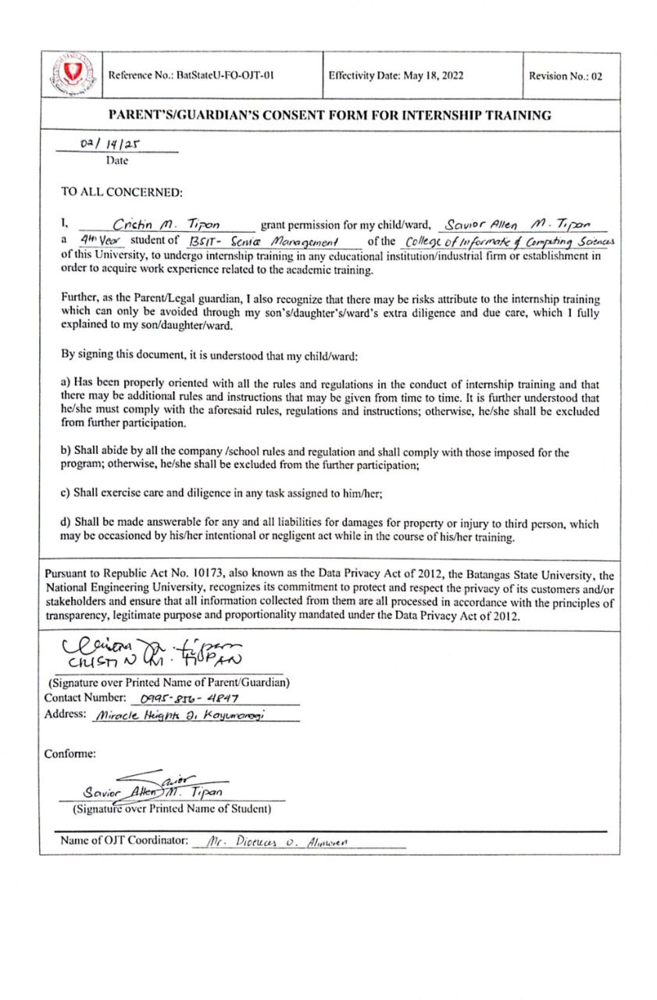 Reference No.: BatStateU-FO-OJT-01
Effectivity Date: May 18, 2022
Revision No.: 02
PARENT'S/GUARDIAN'S CONSENT FORM FOR INTERNSHIP TRAINING
02/ 14/25
Date
TO ALL CONCERNED:
I, Cristin M. Tipan grant permission for my child/ward, Savior Allen M. Tipan
a 4th Year student of BSIT- Service Management of the College of Informatic & Computing Sciences
of this University, to undergo internship training in any educational institution/industrial firm or establishment in
order to acquire work experience related to the academic training.
Further, as the Parent/Legal guardian, I also recognize that there may be risks attribute to the internship training
which can only be avoided through my son's/daughter's/ward's extra diligence and due care, which I fully
explained to my son/daughter/ward.
By signing this document, it is understood that my child/ward:
a) Has been properly oriented with all the rules and regulations in the conduct of internship training and that
there may be additional rules and instructions that may be given from time to time. It is further understood that
he/she must comply with the aforesaid rules, regulations and instructions; otherwise, he/she shall be excluded
from further participation.
b) Shall abide by all the company /school rules and regulation and shall comply with those imposed for the
program; otherwise, he/she shall be excluded from the further participation;
c) Shall exercise care and diligence in any task assigned to him/her;
d) Shall be made answerable for any and all liabilities for damages for property or injury to third person, which
may be occasioned by his/her intentional or negligent act while in the course of his/her training.
Pursuant to Republic Act No. 10173, also known as the Data Privacy Act of 2012, the Batangas State University, the
National Engineering University, recognizes its commitment to protect and respect the privacy of its customers and/or
stakeholders and ensure that all information collected from them are all processed in accordance with the principles of
transparency, legitimate purpose and proportionality mandated under the Data Privacy Act of 2012.
CRISTIN M. TIPAN
(Signature over Printed Name of Parent/Guardian)
Contact Number: 0995-856-4847
Address: Miracle Heights 2, Kayumanggi
Conforme:
Savior
Savior Allen M. Tipan
(Signature over Printed Name of Student)
Name of OJT Coordinator: Mr. O.